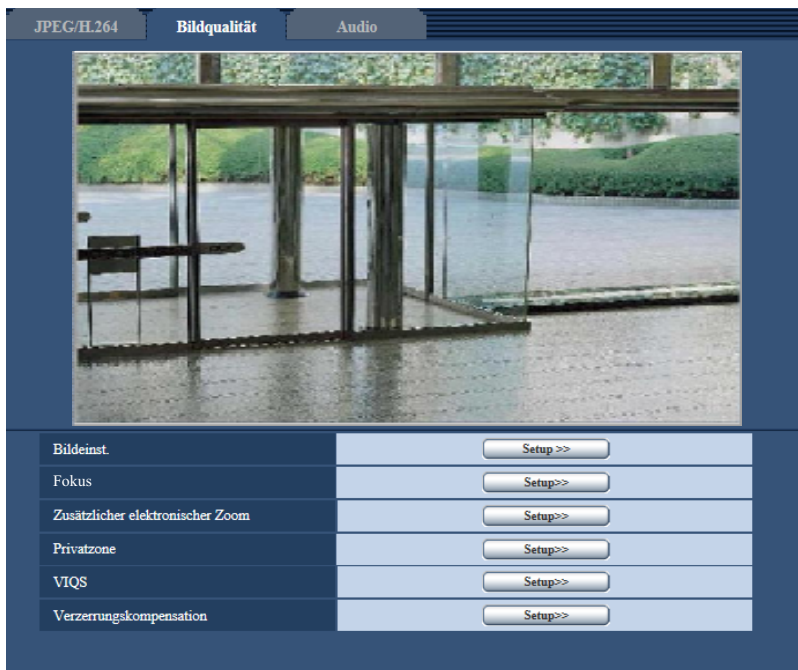 JPEG/H.264 Bildqualität Audio
Bildeinst. Setup >>
Fokus Setup>>
Zusätzlicher elektronischer Zoom Setup>>
Privatzone Setup>>
VIQS Setup>>
Verzerrungskompensation Setup>>